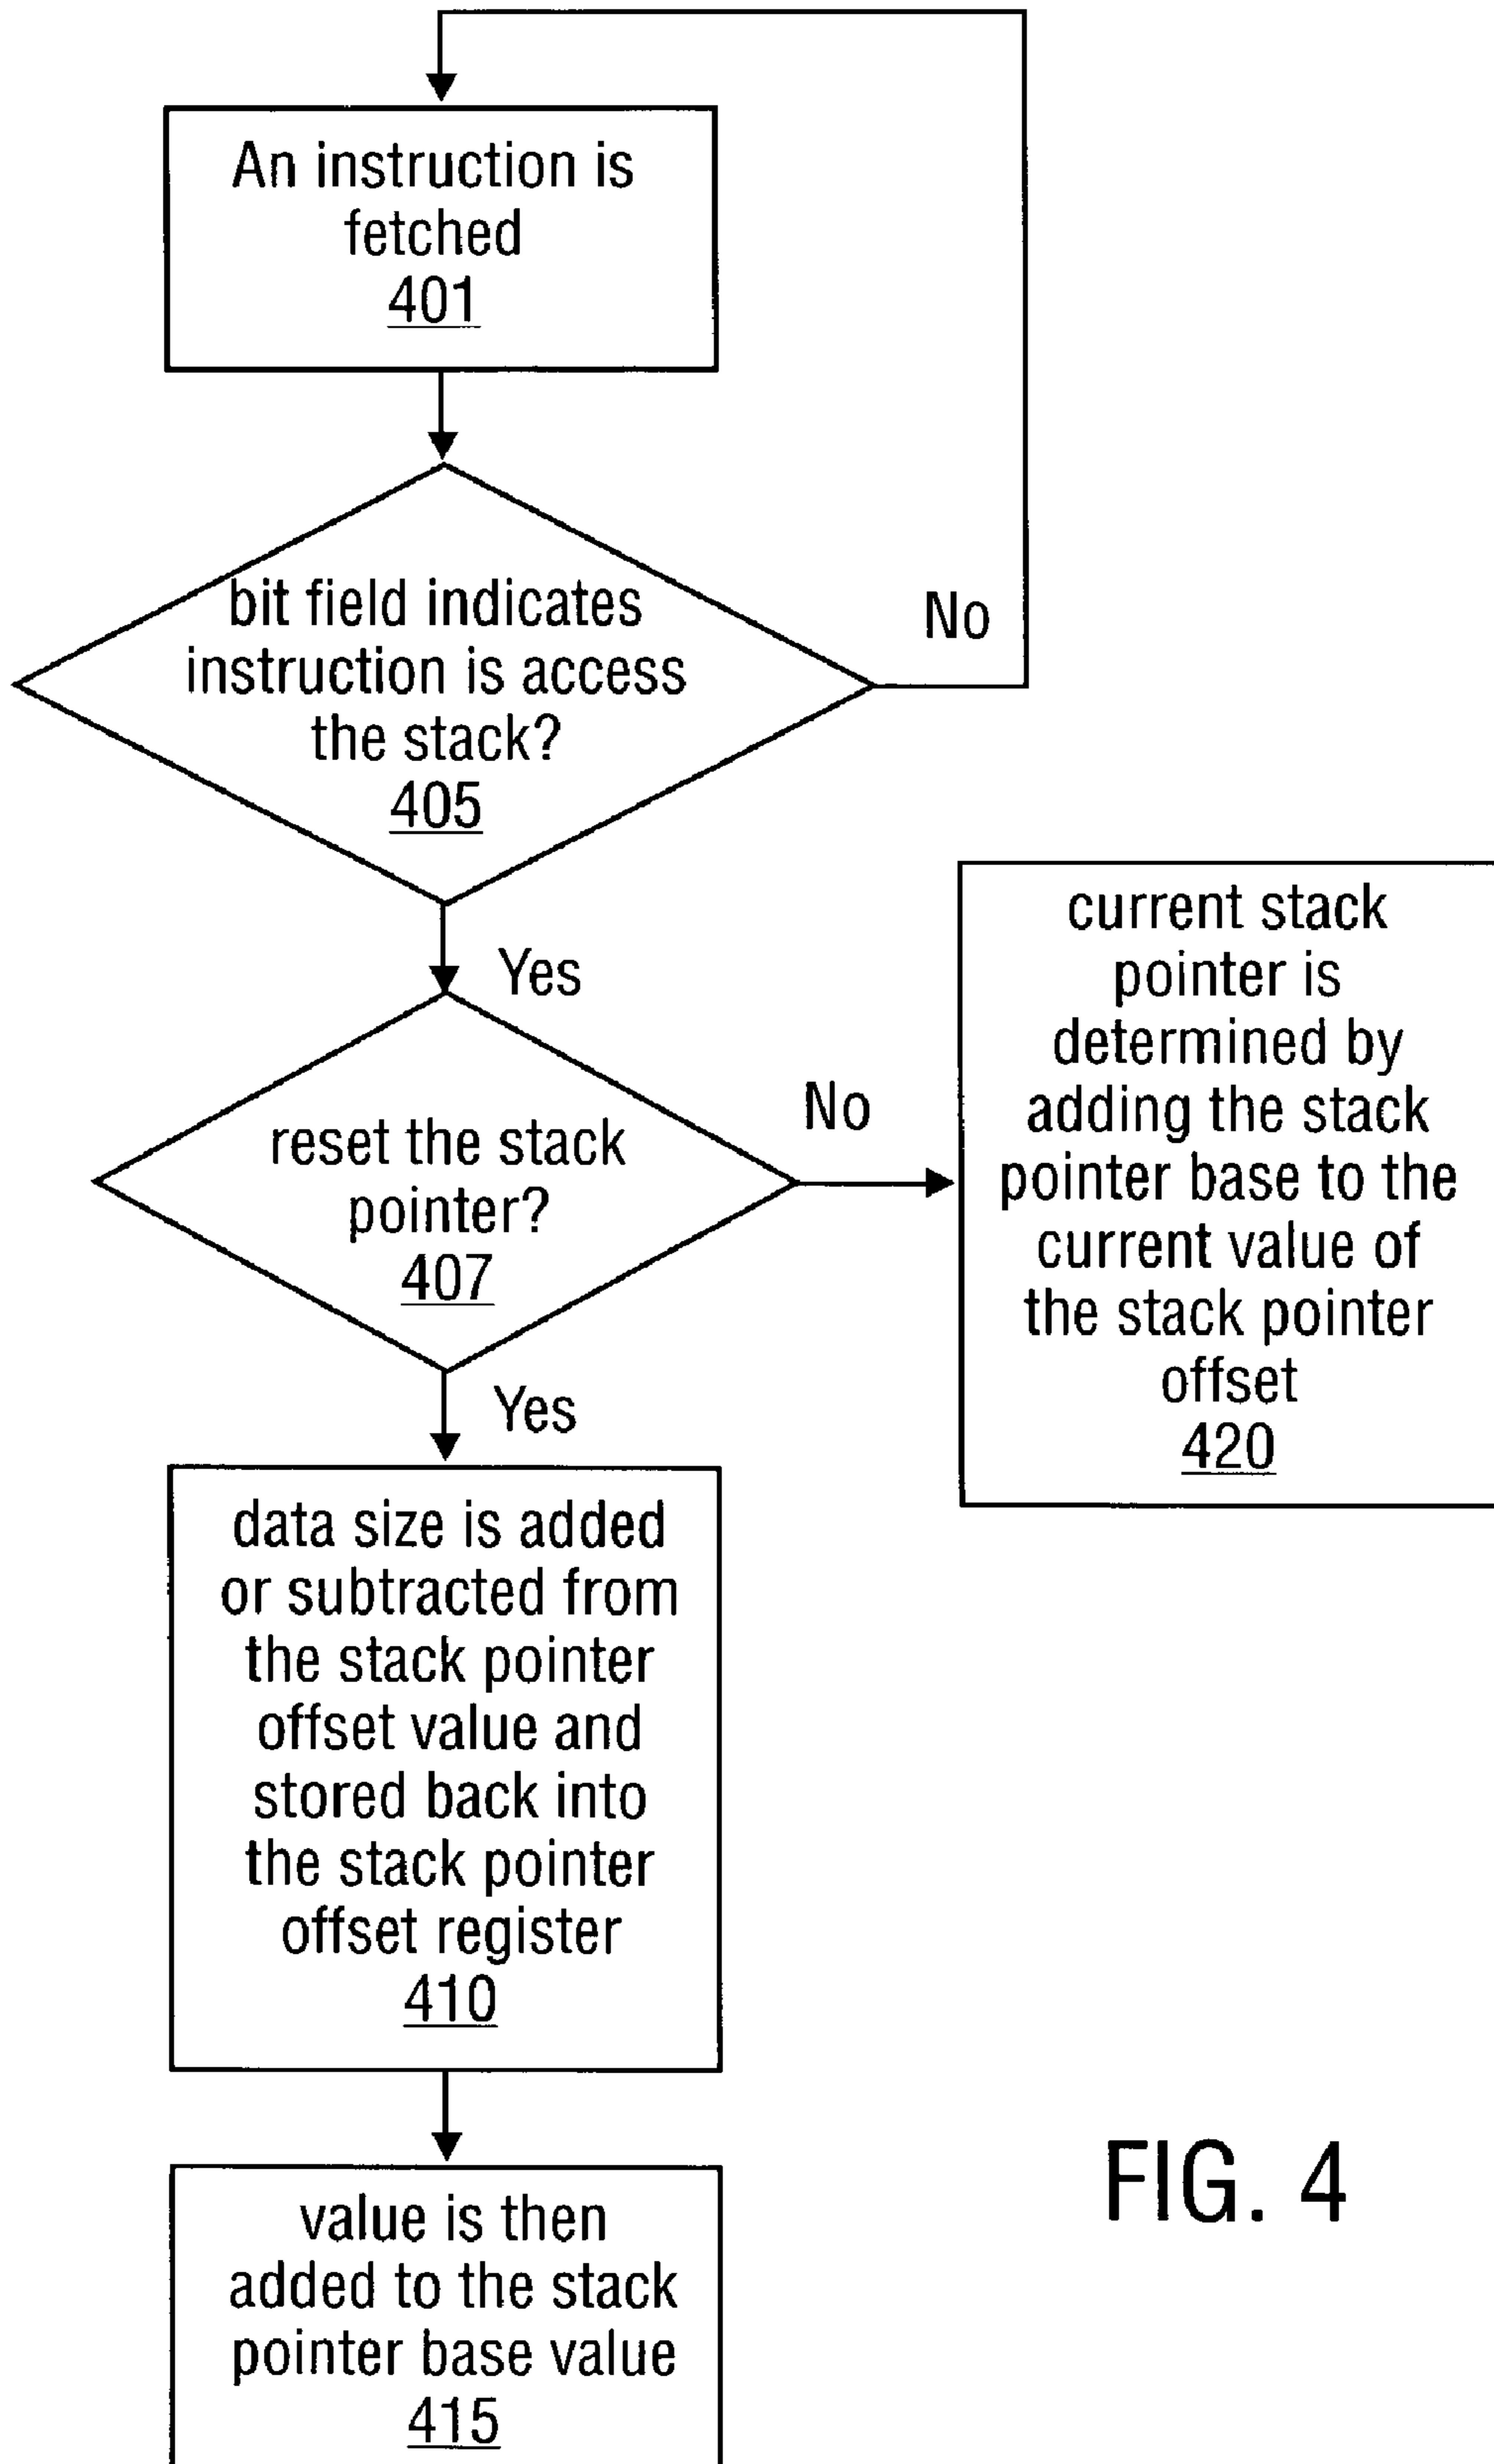 An instruction is
fetched
401
bit field indicates
instruction is access
the stack?
405
No
Yes
reset the stack
pointer?
407
No
current stack
pointer is
determined by
adding the stack
pointer base to the
current value of
the stack pointer
offset
420
Yes
data size is added
or subtracted from
the stack pointer
offset value and
stored back into
the stack pointer
offset register
410
value is then
added to the stack
pointer base value
415
FIG. 4